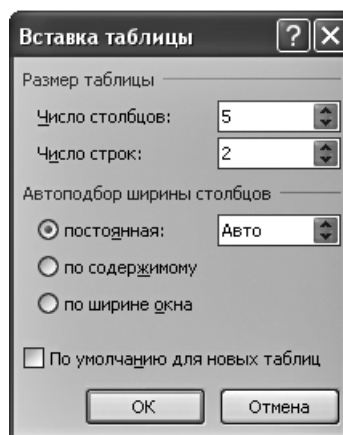 Вставка таблицы
Размер таблицы
Число столбцов: 5
Число строк: 2
Автоподбор ширины столбцов
постоянная: Авто
по содержимому
по ширине окна
По умолчанию для новых таблиц
ОК Отмена